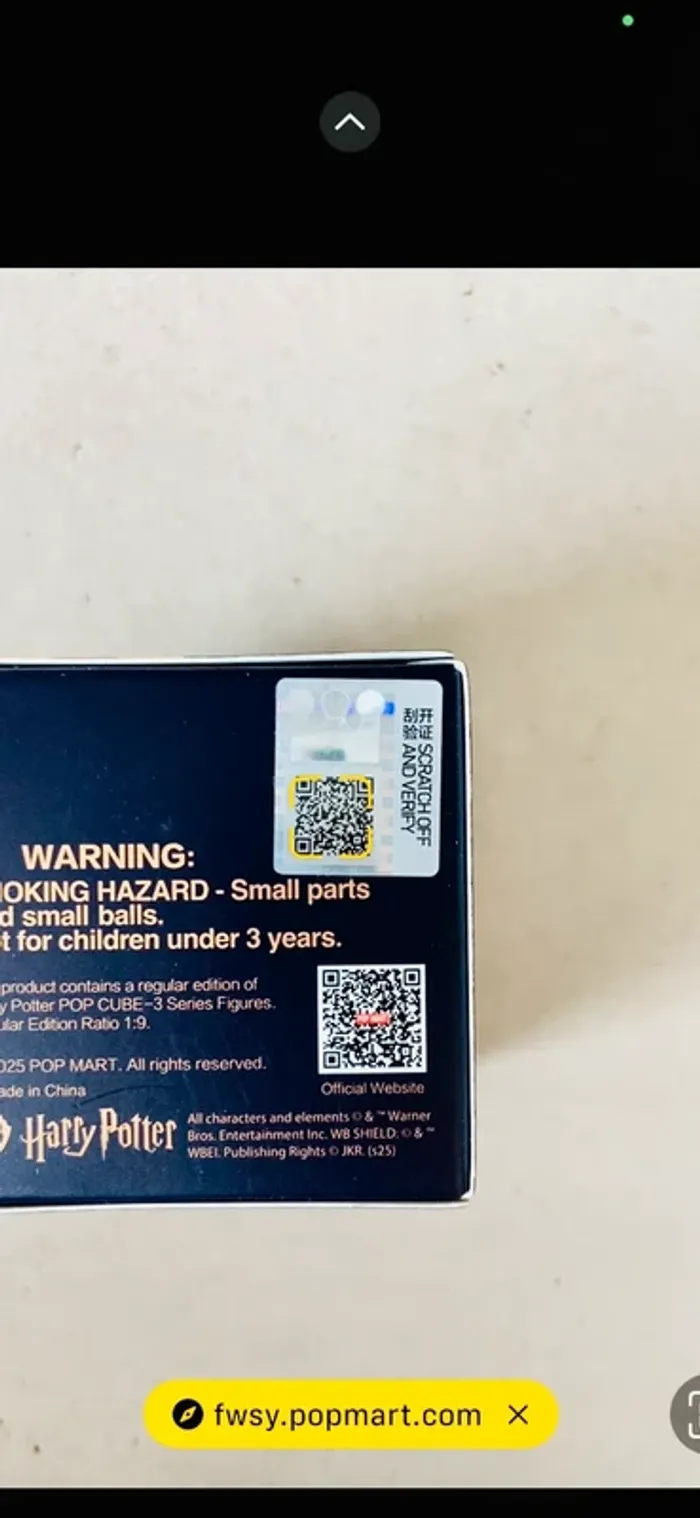 开 证 SCRATCH OFF
刮 验 AND VERIFY
WARNING:
OKING HAZARD - Small parts
d small balls.
t for children under 3 years.
product contains a regular edition of
y Potter POP CUBE-3 Series Figures.
ular Edition Ratio 1:9.
025 POP MART. All rights reserved.
ade in China
Official Website
Harry Potter
All characters and elements © & ™ Warner
Bros. Entertainment Inc. WB SHIELD: © & ™
WBEI. Publishing Rights © JKR. (s25)
fwsy.popmart.com